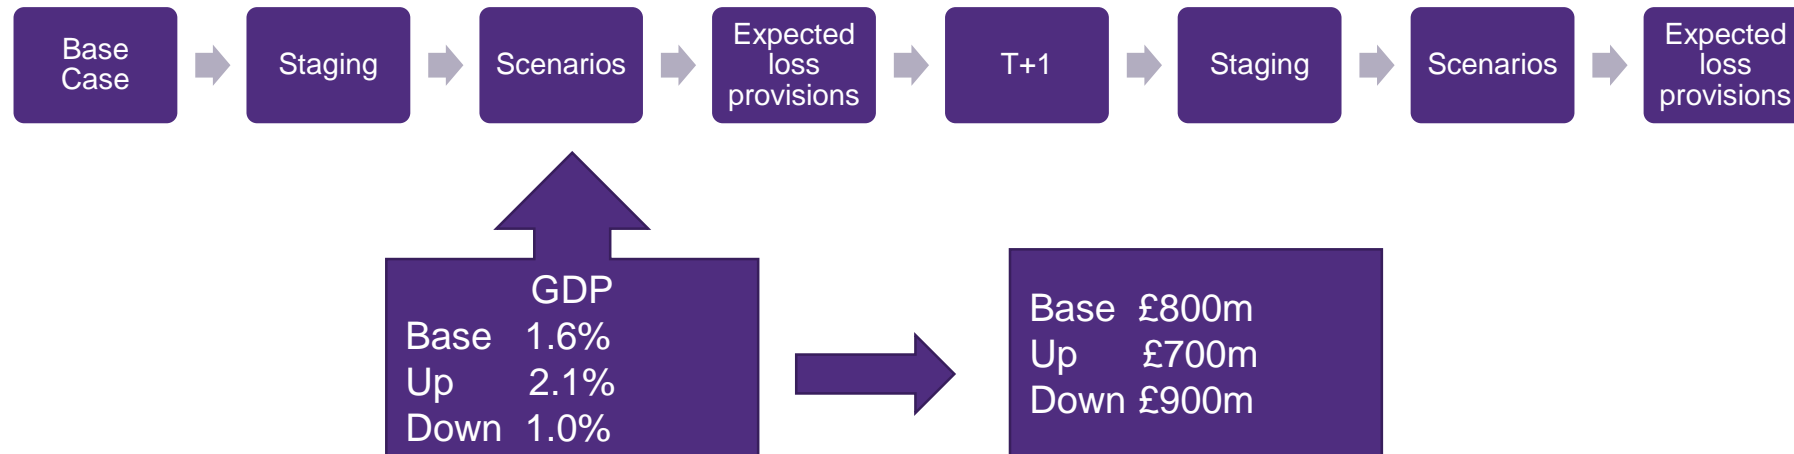 Base
Case
Staging
Scenarios
Expected
loss
provisions
T+1
Staging
Scenarios
Expected
loss
provisions
GDP
Base 1.6%
Up 2.1%
Down 1.0%
Base £800m
Up £700m
Down £900m